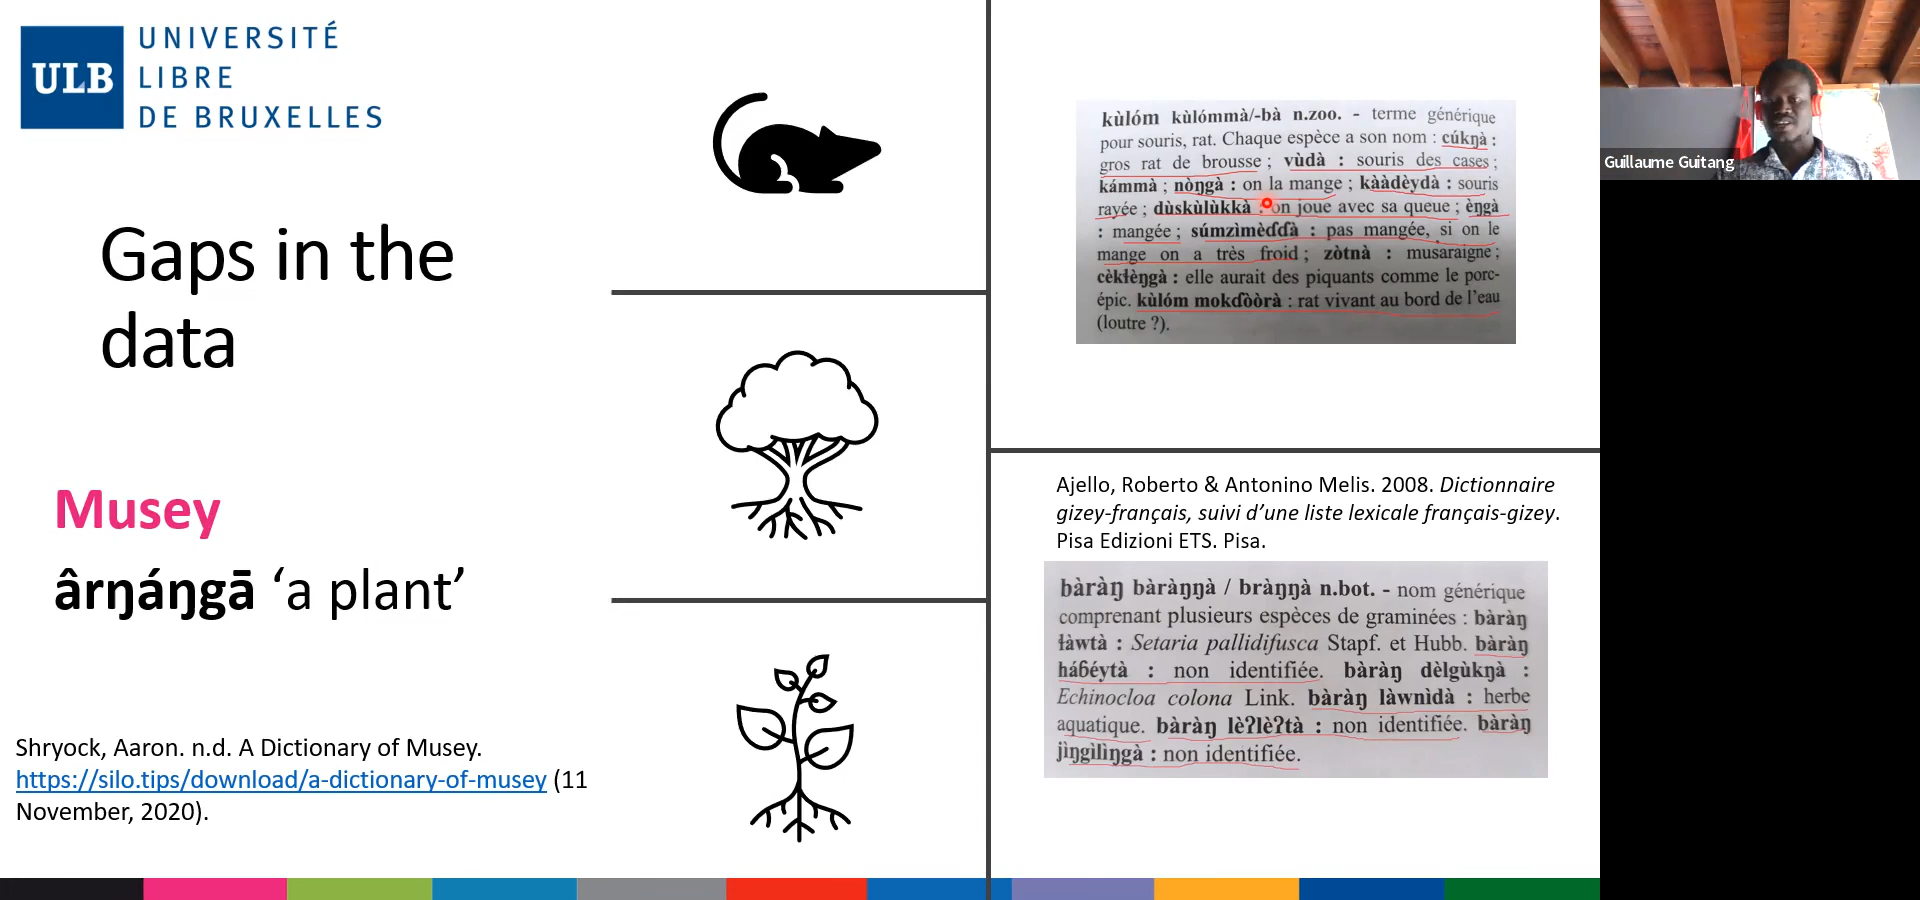 ULB
UNIVERSITÉ
LIBRE
DE BRUXELLES
Gaps in the
data
Musey
ârŋáŋgā ‘a plant’
Shryock, Aaron. n.d. A Dictionary of Musey.
https://silo.tips/download/a-dictionary-of-musey (11
November, 2020).
kùlóm kùlómmà/-bà n.zoo. - terme générique
pour souris, rat. Chaque espèce a son nom : cúkŋà :
gros rat de brousse ; vùdà : souris des cases ;
kámmà ; nòŋgà : on la mange ; kààdèydà : souris
rayée ; dùskùlùkkà : on joue avec sa queue ; èŋgà
: mangée ; súmzìmèɗɗà : pas mangée, si on le
mange on a très froid ; zòtnà : musaraigne ;
cèkɬèŋgà : elle aurait des piquants comme le porc-
épic. kùlóm mokɗòòrà : rat vivant au bord de l’eau
(loutre ?).
Ajello, Roberto & Antonino Melis. 2008. Dictionnaire
gizey-français, suivi d’une liste lexicale français-gizey.
Pisa Edizioni ETS. Pisa.
bàràŋ bàràŋŋà / bràŋŋà n.bot. - nom générique
comprenant plusieurs espèces de graminées : bàràŋ
ɬàwtà : Setaria pallidifusca Stapf. et Hubb. bàràŋ
háɓéytà : non identifiée. bàràŋ dèlgùkŋà :
Echinocloa colona Link. bàràŋ làwnìdà : herbe
aquatique. bàràŋ lèʔlèʔtà : non identifiée. bàràŋ
jìŋgilìŋgà : non identifiée.
Guillaume Guitang